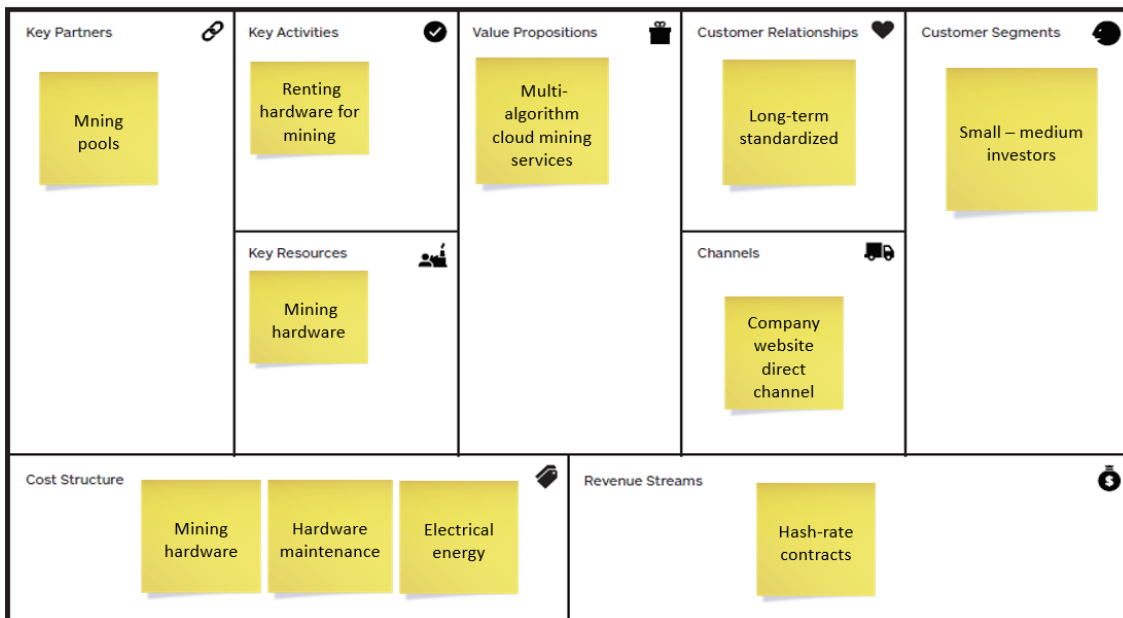 Key Partners
Mning
pools
Key Activities
Renting
hardware for
mining
Key Resources
Mining
hardware
Value Propositions
Multi-
algorithm
cloud mining
services
Customer Relationships
Long-term
standardized
Channels
Company
website
direct
channel
Customer Segments
Small – medium
investors
Cost Structure
Mining
hardware
Hardware
maintenance
Electrical
energy
Revenue Streams
$
Hash-rate
contracts